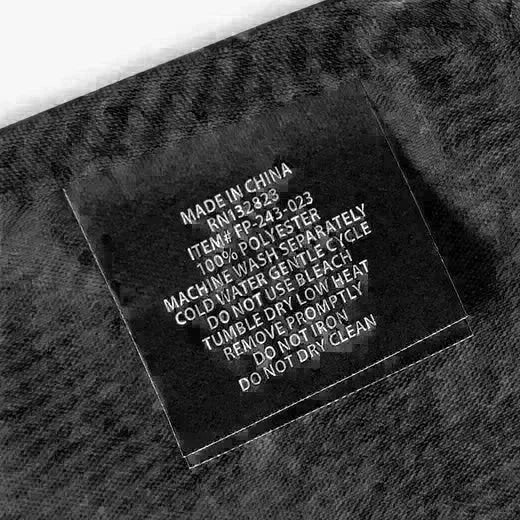 MADE IN CHINA
RN132823
ITEM# FP-243-023
100% POLYESTER
MACHINE WASH SEPARATELY
COLD WATER GENTLE CYCLE
DO NOT USE BLEACH
TUMBLE DRY LOW HEAT
REMOVE PROMPTLY
DO NOT IRON
DO NOT DRY CLEAN